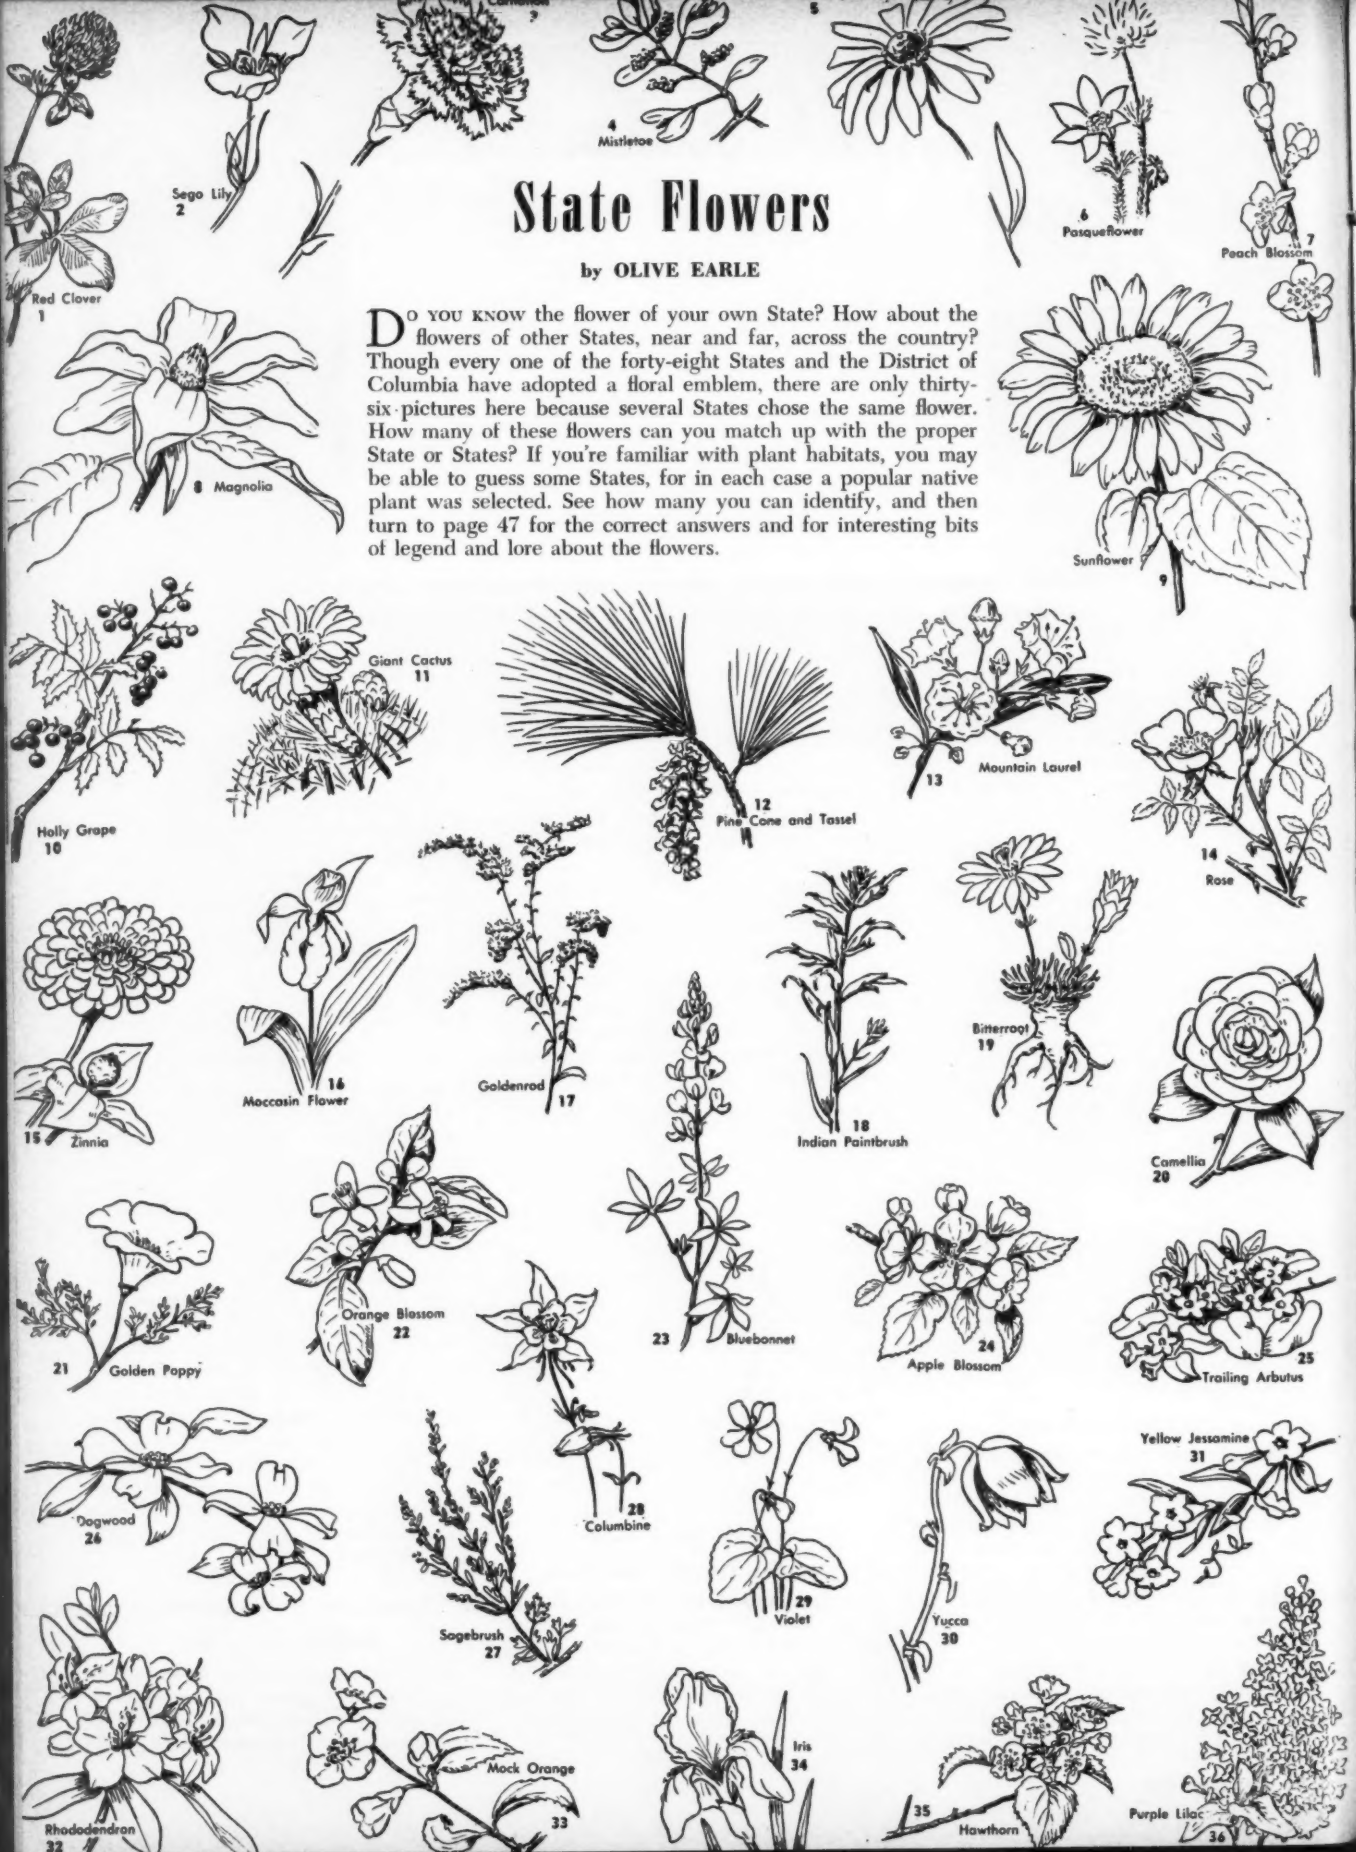 Carnation
3
5
4
Mistletoe
Sego Lily
2
6
Pasqueflower
7
Peach Blossom
Red Clover
1
State Flowers
by OLIVE EARLE
DO YOU KNOW the flower of your own State? How about the
flowers of other States, near and far, across the country?
Though every one of the forty-eight States and the District of
Columbia have adopted a floral emblem, there are only thirty-
six pictures here because several States chose the same flower.
How many of these flowers can you match up with the proper
State or States? If you're familiar with plant habitats, you may
be able to guess some States, for in each case a popular native
plant was selected. See how many you can identify, and then
turn to page 47 for the correct answers and for interesting bits
of legend and lore about the flowers.
8 Magnolia
Sunflower
9
Holly Grape
10
Giant Cactus
11
12
Pine Cone and Tassel
13
Mountain Laurel
14
Rose
15
Zinnia
16
Moccasin Flower
Goldenrod
17
18
Indian Paintbrush
Bitterroot
19
Camellia
20
21
Golden Poppy
Orange Blossom
22
23
Bluebonnet
24
Apple Blossom
25
Trailing Arbutus
Dogwood
26
28
Columbine
Sagebrush
27
29
Violet
Yucca
30
Yellow Jessamine
31
Rhododendron
32
Mock Orange
33
Iris
34
35
Hawthorn
Purple Lilac
36